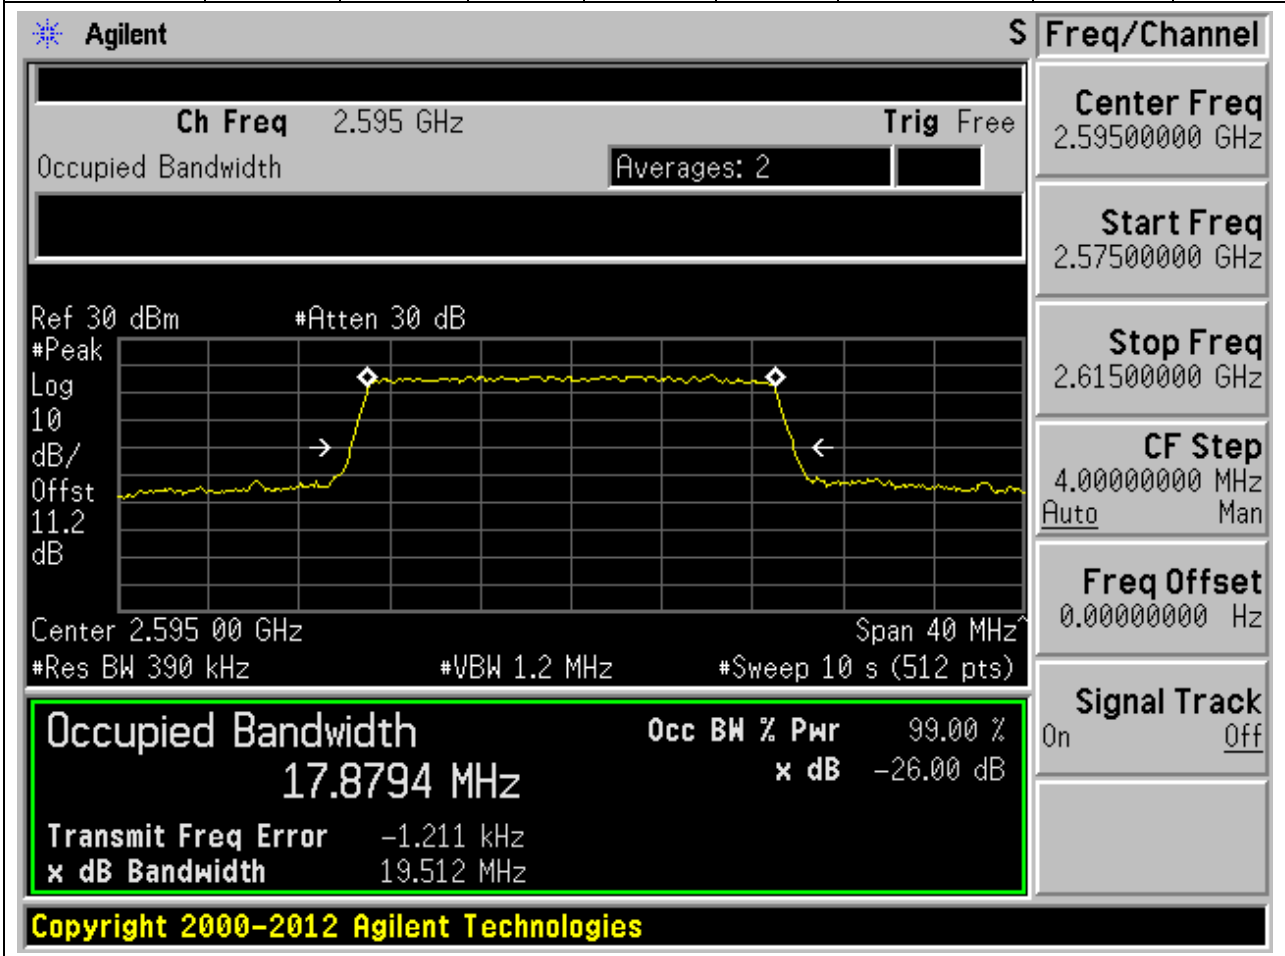 Agilent S
Ch Freq 2.595 GHz Trig Free
Occupied Bandwidth Averages: 2
Ref 30 dBm #Atten 30 dB
#Peak
Log
10
dB/
Offst
11.2
dB
Center 2.595 00 GHz Span 40 MHz^
#Res BW 390 kHz #VBW 1.2 MHz #Sweep 10 s (512 pts)
Occupied Bandwidth Occ BW % Pwr 99.00 %
17.8794 MHz x dB -26.00 dB
Transmit Freq Error -1.211 kHz
x dB Bandwidth 19.512 MHz
Copyright 2000-2012 Agilent Technologies
Freq/Channel
Center Freq
2.59500000 GHz
Start Freq
2.57500000 GHz
Stop Freq
2.61500000 GHz
CF Step
4.00000000 MHz
Auto Man
Freq Offset
0.00000000 Hz
Signal Track
On Off